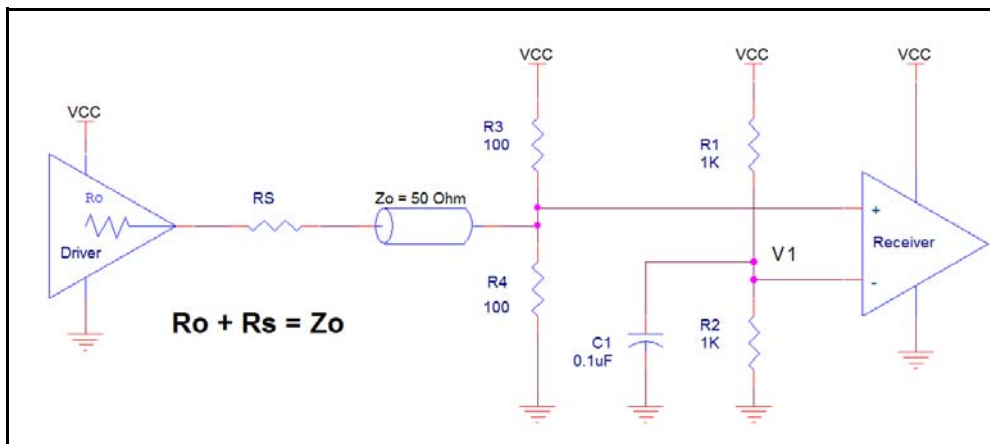 VCC
VCC
VCC
VCC
R3
100
R1
1K
Ro
RS
Zo = 50 Ohm
+
Driver
Receiver
V1
-
R4
100
Ro + Rs = Zo
R2
1K
C1
0.1uF